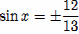 sin x = ± 12/13